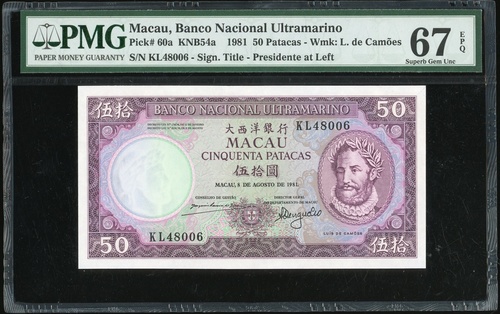 PMG
PAPER MONEY GUARANTY
Macau, Banco Nacional Ultramarino
Pick# 60a KNB54a 1981 50 Patacas - Wmk: L. de Camões
S/N KL48006 - Sign. Title - Presidente at Left
67 EPQ
Superb Gem Unc
伍拾 BANCO NACIONAL ULTRAMARINO 50
大西洋銀行 KL48006
MACAU
CINQUENTA PATACAS
伍拾圓
MACAU, 8 DE AGOSTO DE 1981.
LUÍS DE CAMÕES
50 KL48006 伍拾